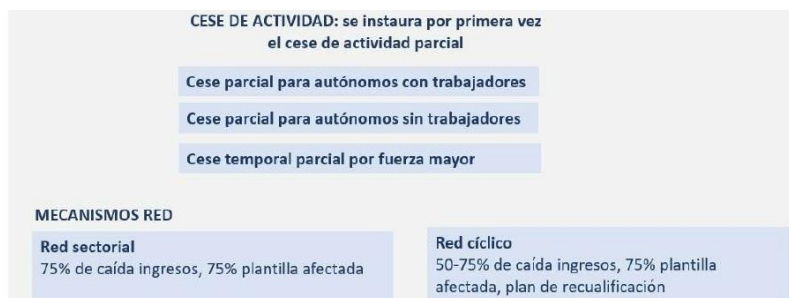 CESE DE ACTIVIDAD: se instaura por primera vez
el cese de actividad parcial
Cese parcial para autónomos con trabajadores
Cese parcial para autónomos sin trabajadores
Cese temporal parcial por fuerza mayor
MECANISMOS RED
Red sectorial
75% de caída ingresos, 75% plantilla afectada
Red cíclico
50-75% de caída ingresos, 75% plantilla
afectada, plan de recualificación